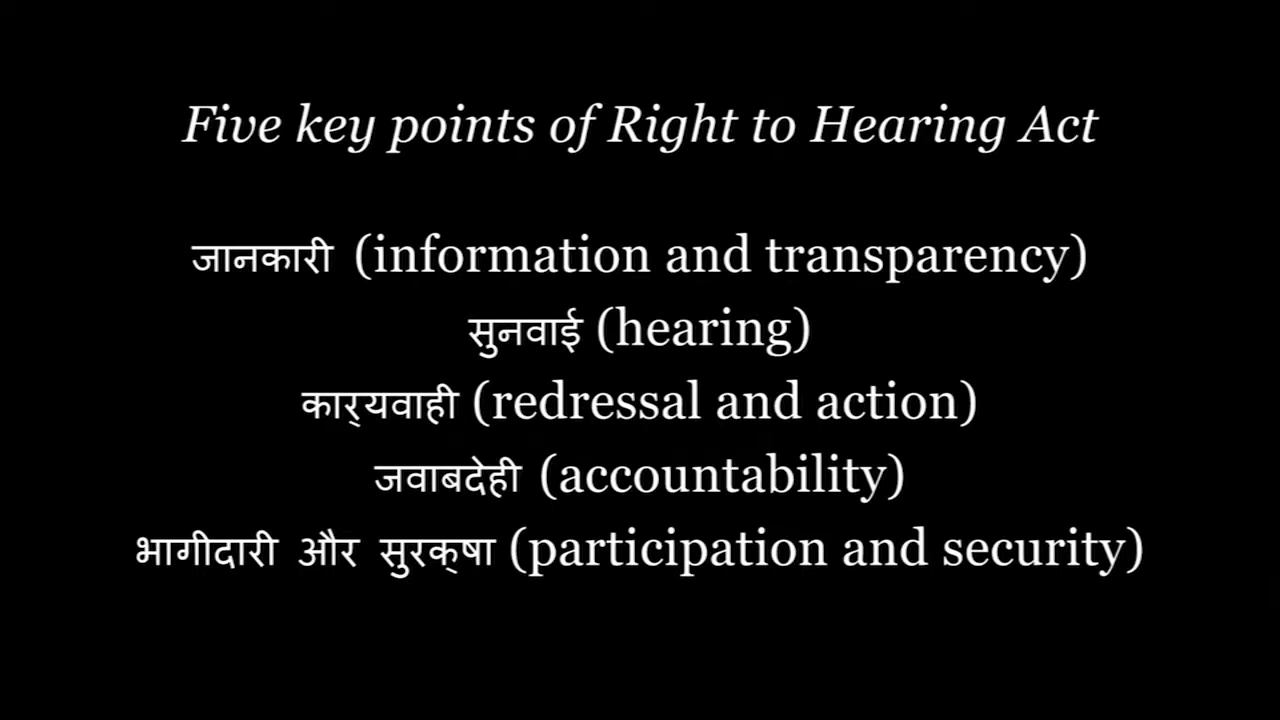 Five key points of Right to Hearing Act
जानकारी (information and transparency)
सुनवाई (hearing)
कार्‌यवाही (redressal and action)
जवाबदेही (accountability)
भागीदारी और सुरक्‌षा (participation and security)